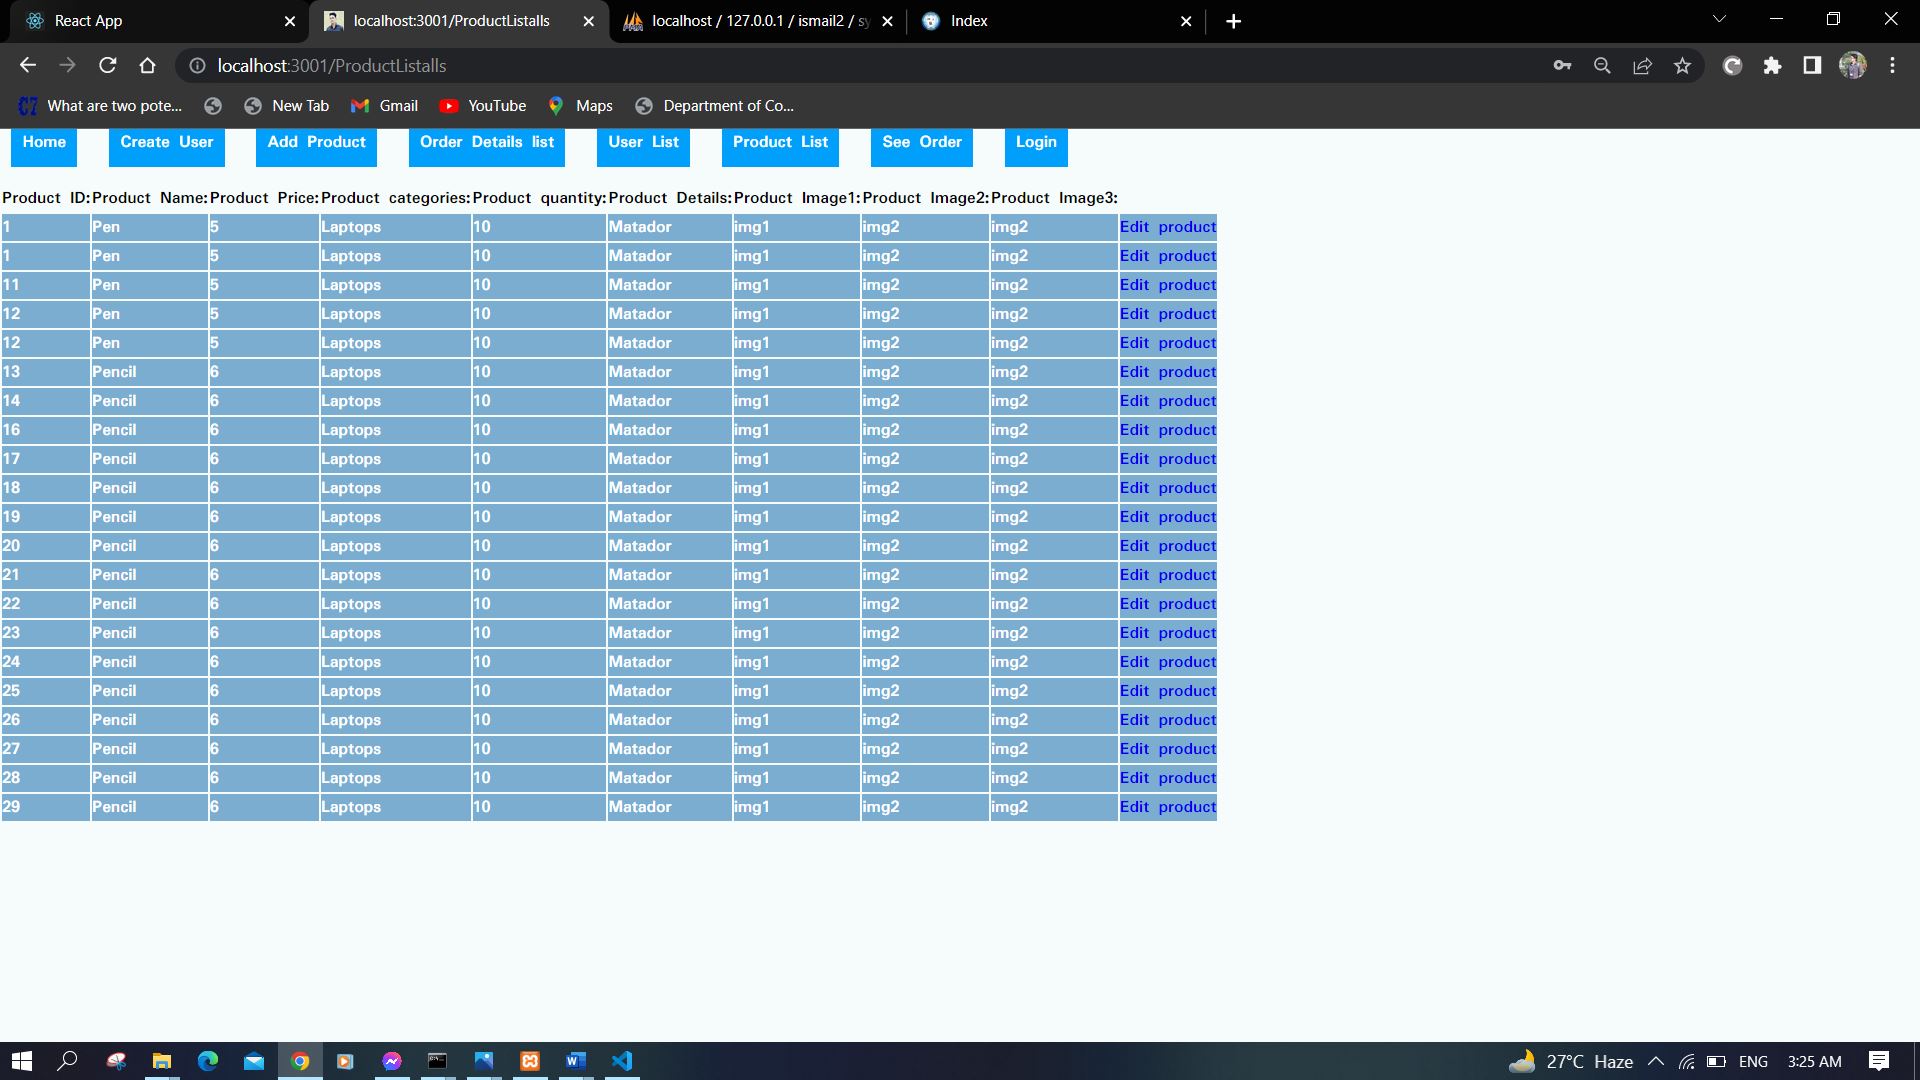 React App
localhost:3001/ProductListalls
localhost / 127.0.0.1 / ismail2 / sy
Index
localhost:3001/ProductListalls
What are two pote... New Tab Gmail YouTube Maps Department of Co...
Home Create User Add Product Order Details list User List Product List See Order Login
Product ID: Product Name: Product Price: Product categories: Product quantity: Product Details: Product Image1: Product Image2: Product Image3:
1 Pen 5 Laptops 10 Matador img1 img2 img2 Edit product
1 Pen 5 Laptops 10 Matador img1 img2 img2 Edit product
11 Pen 5 Laptops 10 Matador img1 img2 img2 Edit product
12 Pen 5 Laptops 10 Matador img1 img2 img2 Edit product
12 Pen 5 Laptops 10 Matador img1 img2 img2 Edit product
13 Pencil 6 Laptops 10 Matador img1 img2 img2 Edit product
14 Pencil 6 Laptops 10 Matador img1 img2 img2 Edit product
16 Pencil 6 Laptops 10 Matador img1 img2 img2 Edit product
17 Pencil 6 Laptops 10 Matador img1 img2 img2 Edit product
18 Pencil 6 Laptops 10 Matador img1 img2 img2 Edit product
19 Pencil 6 Laptops 10 Matador img1 img2 img2 Edit product
20 Pencil 6 Laptops 10 Matador img1 img2 img2 Edit product
21 Pencil 6 Laptops 10 Matador img1 img2 img2 Edit product
22 Pencil 6 Laptops 10 Matador img1 img2 img2 Edit product
23 Pencil 6 Laptops 10 Matador img1 img2 img2 Edit product
24 Pencil 6 Laptops 10 Matador img1 img2 img2 Edit product
25 Pencil 6 Laptops 10 Matador img1 img2 img2 Edit product
26 Pencil 6 Laptops 10 Matador img1 img2 img2 Edit product
27 Pencil 6 Laptops 10 Matador img1 img2 img2 Edit product
28 Pencil 6 Laptops 10 Matador img1 img2 img2 Edit product
29 Pencil 6 Laptops 10 Matador img1 img2 img2 Edit product
27°C Haze ENG 3:25 AM